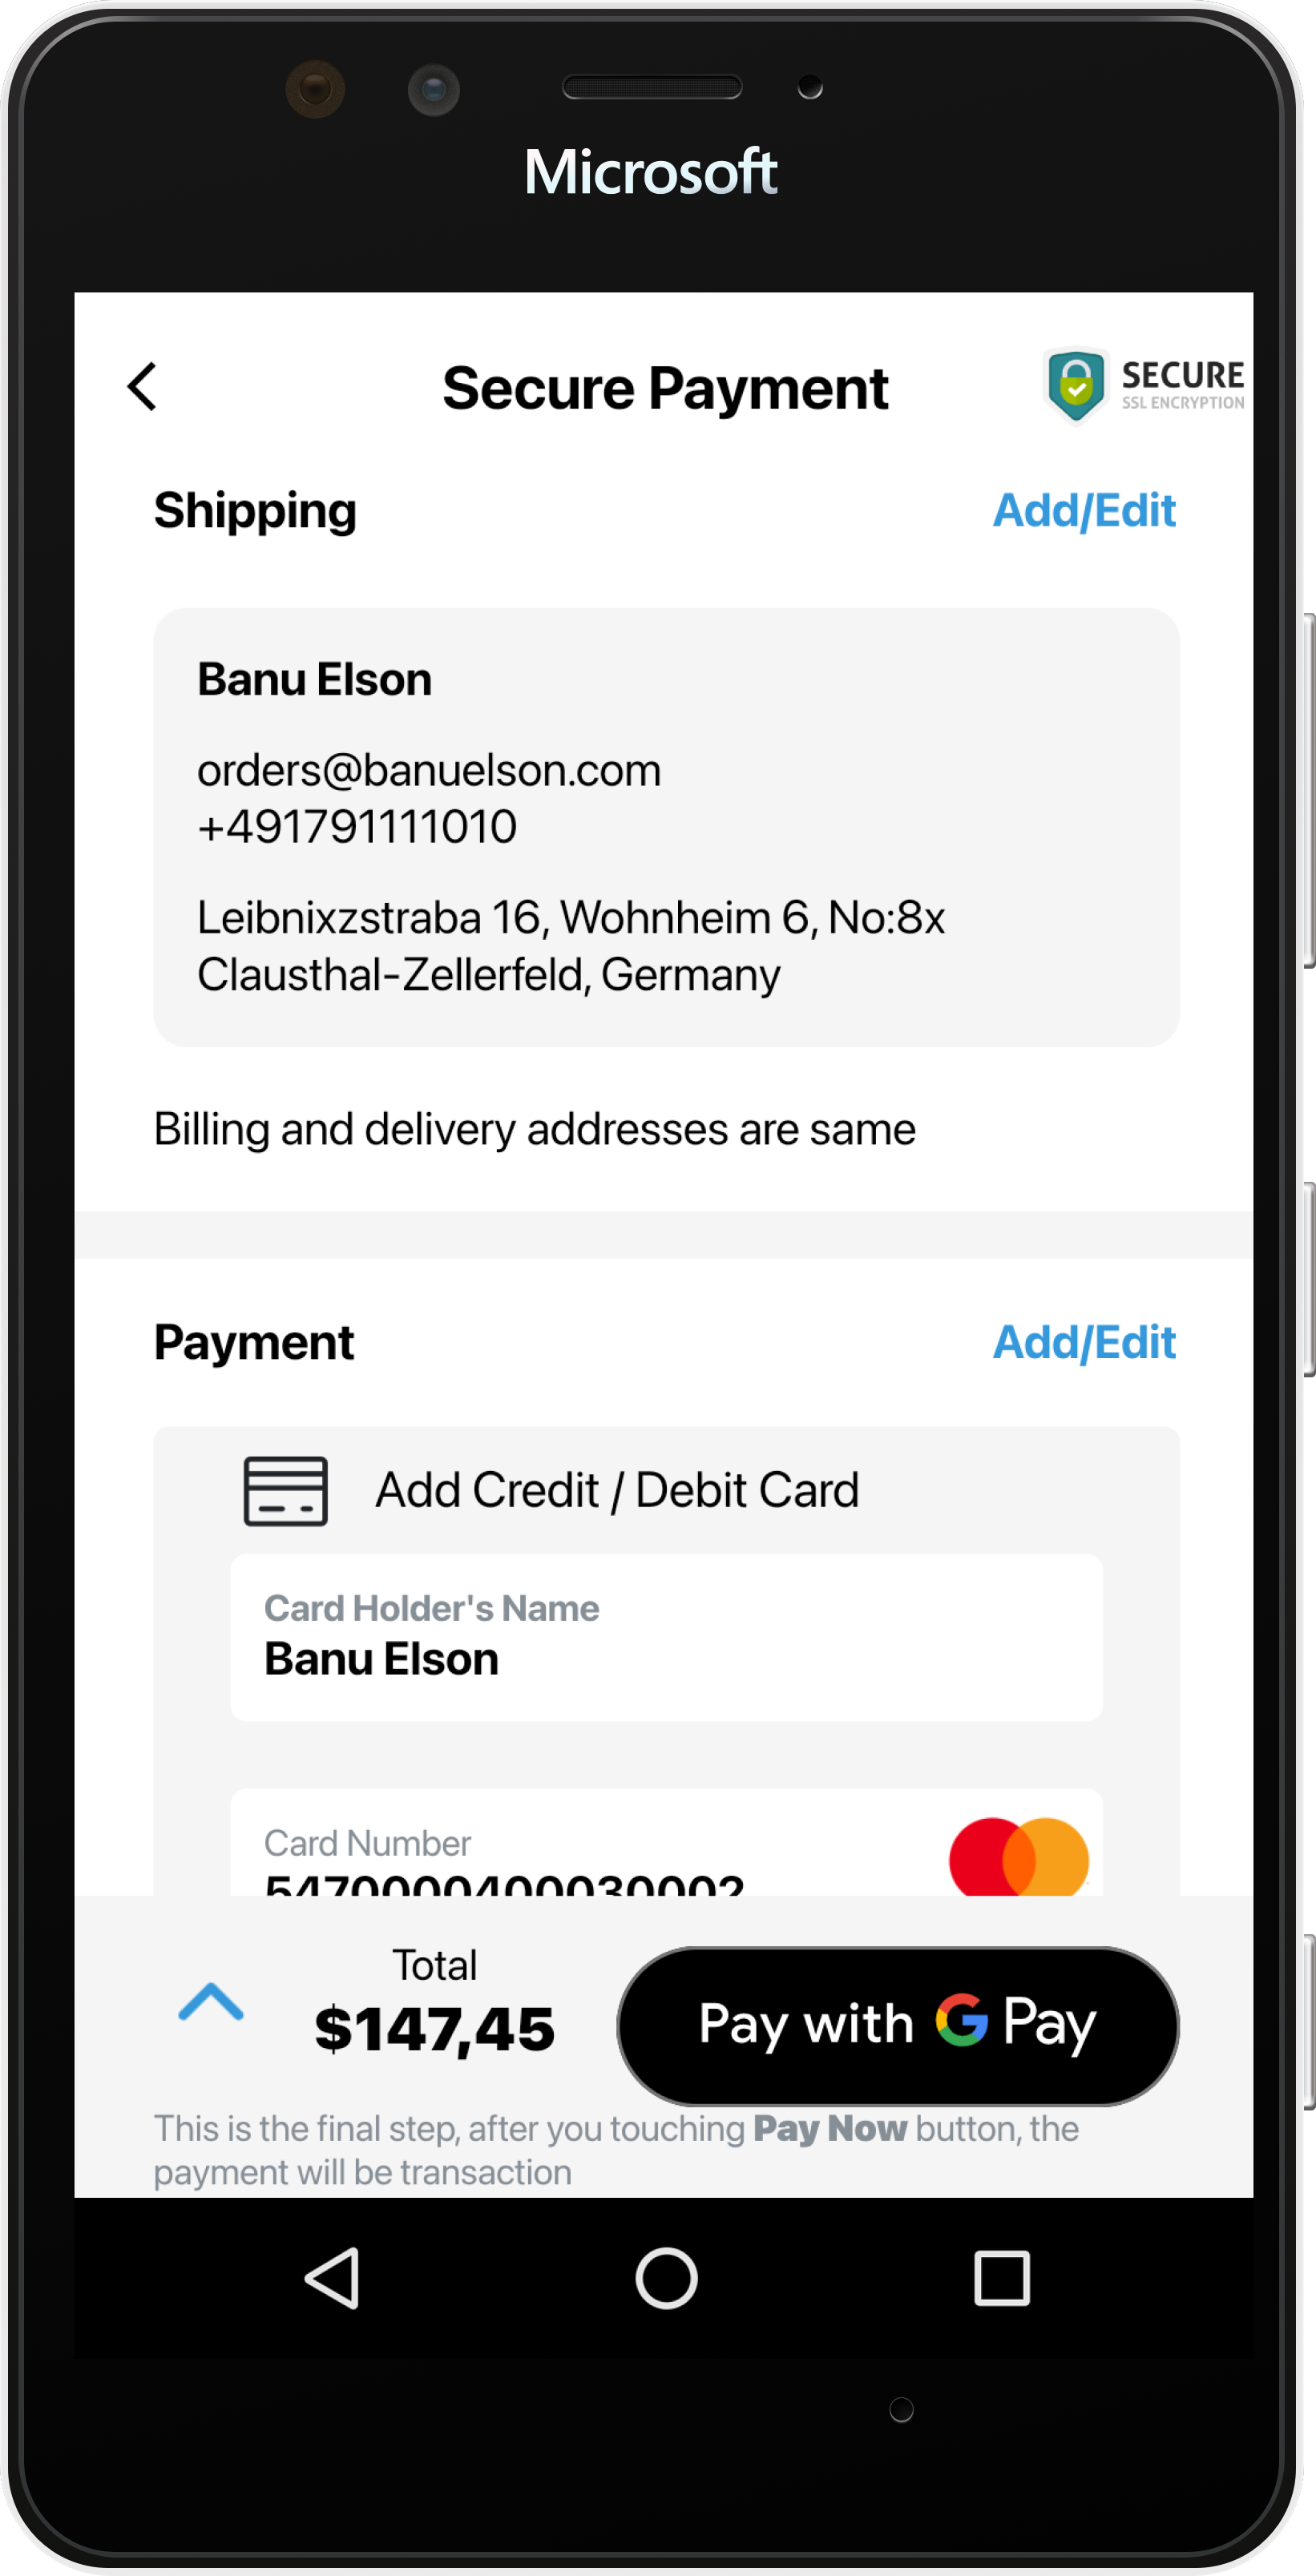 Microsoft
Secure Payment
SECURE
SSL ENCRYPTION
Shipping
Add/Edit
Banu Elson
orders@banuelson.com
+491791111010
Leibnixzstraba 16, Wohnheim 6, No:8x
Clausthal-Zellerfeld, Germany
Billing and delivery addresses are same
Payment
Add/Edit
Add Credit / Debit Card
Card Holder's Name
Banu Elson
Card Number
5470000400030002
Total
$147,45
Pay with G Pay
This is the final step, after you touching Pay Now button, the
payment will be transaction